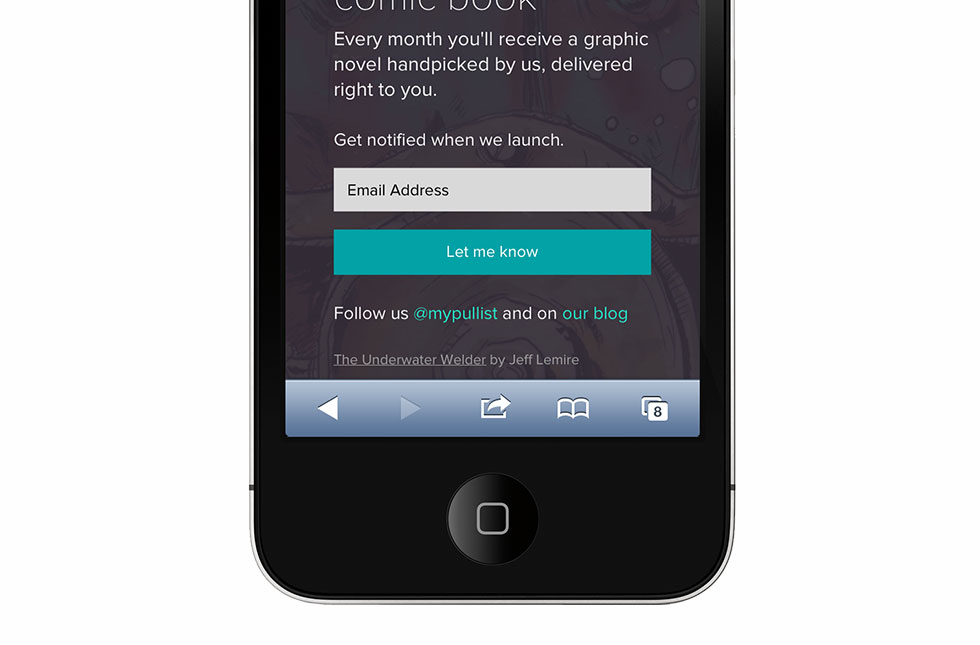 comic book
Every month you'll receive a graphic
novel handpicked by us, delivered
right to you.
Get notified when we launch.
Email Address
Let me know
Follow us @mypullist and on our blog
The Underwater Welder by Jeff Lemire
8